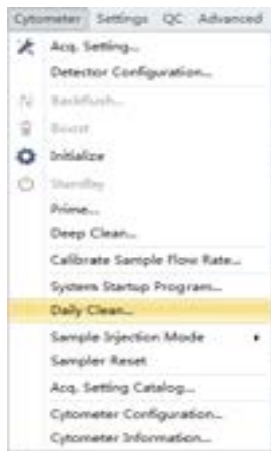 Cytometer Settings QC Advanced
Acq. Setting...
Detector Configuration...
Backflush...
Boost
Initialize
Standby
Prime...
Deep Clean...
Calibrate Sample Flow Rate...
System Startup Program...
Daily Clean...
Sample Injection Mode
Sampler Reset
Acq. Setting Catalog...
Cytometer Configuration...
Cytometer Information...